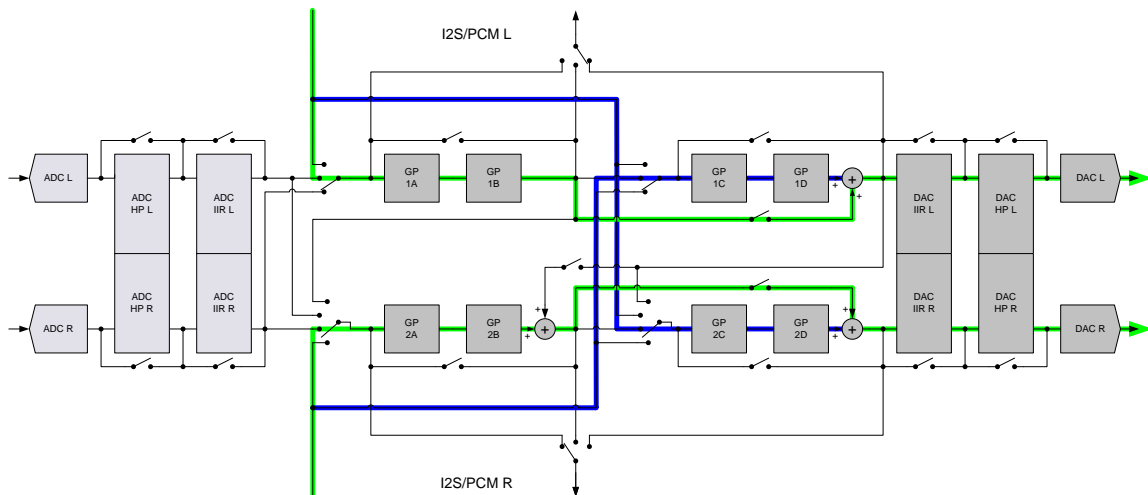 I2S/PCM L
ADC L
ADC
HP L
ADC
IIR L
GP
1A
GP
1B
GP
1C
GP
1D
+
+
+
DAC
IIR L
DAC
HP L
DAC L
ADC R
ADC
HP R
ADC
IIR R
GP
2A
GP
2B
+
+
+
GP
2C
GP
2D
+
+
+
DAC
IIR R
DAC
HP R
DAC R
I2S/PCM R